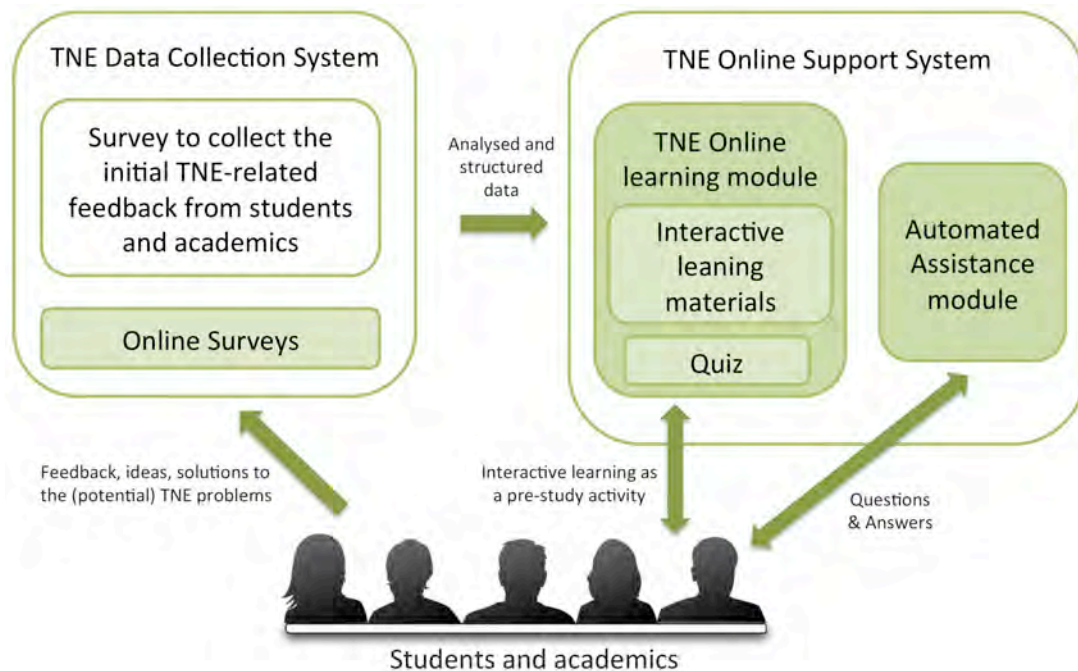 TNE Data Collection System
Survey to collect the
initial TNE-related
feedback from students
and academics
Online Surveys
Analysed and
structured
data
TNE Online Support System
TNE Online
learning module
Interactive
leaning
materials
Quiz
Automated
Assistance
module
Feedback, ideas, solutions to
the (potential) TNE problems
Interactive learning as
a pre-study activity
Questions
& Answers
Students and academics